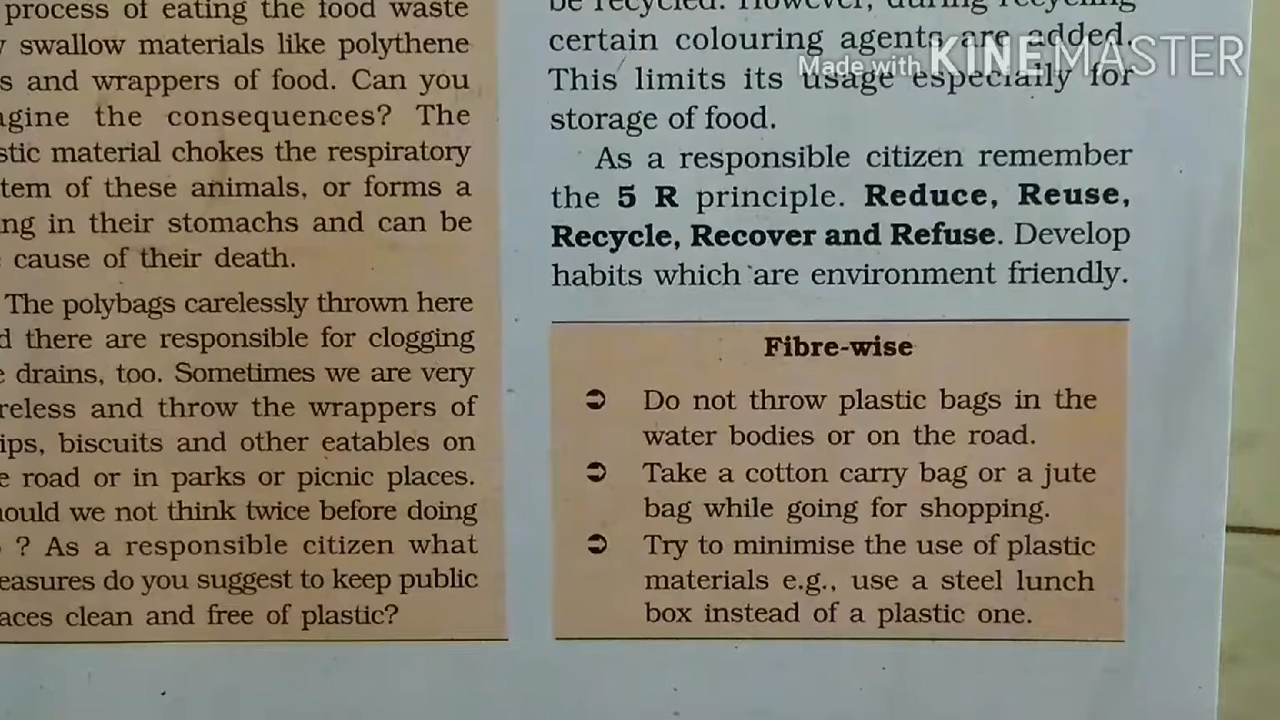 process of eating the food waste
swallow materials like polythene
s and wrappers of food. Can you
agine the consequences? The
stic material chokes the respiratory
tem of these animals, or forms a
ng in their stomachs and can be
cause of their death.
The polybags carelessly thrown here
d there are responsible for clogging
e drains, too. Sometimes we are very
reless and throw the wrappers of
ips, biscuits and other eatables on
e road or in parks or picnic places.
hould we not think twice before doing
? As a responsible citizen what
easures do you suggest to keep public
aces clean and free of plastic?
be recycled. However, during recycling
certain colouring agents are added.
This limits its usage especially for
storage of food.
As a responsible citizen remember
the 5 R principle. Reduce, Reuse,
Recycle, Recover and Refuse. Develop
habits which are environment friendly.
Fibre-wise
➲ Do not throw plastic bags in the
water bodies or on the road.
➲ Take a cotton carry bag or a jute
bag while going for shopping.
➲ Try to minimise the use of plastic
materials e.g., use a steel lunch
box instead of a plastic one.
Made with KINEMASTER